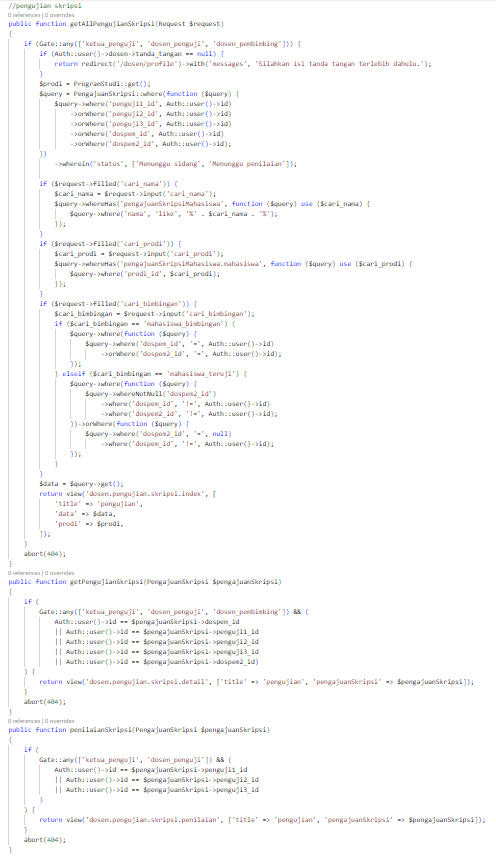 //pengujian skripsi
0 references | 0 overrides
public function getAllPengujianSkripsi(Request $request)
{
    if (Gate::any(['ketua_penguji', 'dosen_penguji', 'dosen_pembimbing'])) {
        if (Auth::user()->dosen->tanda_tangan == null) {
            return redirect('/dosen/profile')->with('messages', 'Silahkan isi tanda tangan terlebih dahulu.');
        }
        $prodi = ProgramStudi::get();
        $query = PengajuanSkripsi::where(function ($query) {
            $query->where('penguji1_id', Auth::user()->id)
                ->orWhere('penguji2_id', Auth::user()->id)
                ->orWhere('penguji3_id', Auth::user()->id)
                ->orWhere('dospem_id', Auth::user()->id)
                ->orWhere('dospem2_id', Auth::user()->id);
        })
            ->whereIn('status', ['Menunggu sidang', 'Menunggu penilaian']);

        if ($request->filled('cari_nama')) {
            $cari_nama = $request->input('cari_nama');
            $query->whereHas('pengajuanSkripsiMahasiswa', function ($query) use ($cari_nama) {
                $query->where('nama', 'like', '%' . $cari_nama . '%');
            });
        }
        if ($request->filled('cari_prodi')) {
            $cari_prodi = $request->input('cari_prodi');
            $query->whereHas('pengajuanSkripsiMahasiswa.mahasiswa', function ($query) use ($cari_prodi) {
                $query->where('prodi_id', $cari_prodi);
            });
        }
        if ($request->filled('cari_bimbingan')) {
            $cari_bimbingan = $request->input('cari_bimbingan');
            if ($cari_bimbingan == 'mahasiswa_bimbingan') {
                $query->where(function ($query) {
                    $query->where('dospem_id', '=', Auth::user()->id)
                        ->orWhere('dospem2_id', '=', Auth::user()->id);
                });
            } elseif ($cari_bimbingan == 'mahasiswa_teruji') {
                $query->where(function ($query) {
                    $query->whereNotNull('dospem2_id')
                        ->where('dospem_id', '!=', Auth::user()->id)
                        ->where('dospem2_id', '!=', Auth::user()->id);
                })->orWhere(function ($query) {
                    $query->where('dospem2_id', '=', null)
                        ->where('dospem_id', '!=', Auth::user()->id);
                });
            }
        }
        $data = $query->get();
        return view('dosen.pengujian.skripsi.index', [
            'title' => 'pengujian',
            'data' => $data,
            'prodi' => $prodi,
        ]);
    }
    abort(404);
}
0 references | 0 overrides
public function getPengujianSkripsi(PengajuanSkripsi $pengajuanSkripsi)
{
    if (
        Gate::any(['ketua_penguji', 'dosen_penguji', 'dosen_pembimbing']) && (
            Auth::user()->id == $pengajuanSkripsi->dospem_id
            || Auth::user()->id == $pengajuanSkripsi->penguji1_id
            || Auth::user()->id == $pengajuanSkripsi->penguji2_id
            || Auth::user()->id == $pengajuanSkripsi->penguji3_id
            || Auth::user()->id == $pengajuanSkripsi->dospem2_id)
    ) {
        return view('dosen.pengujian.skripsi.detail', ['title' => 'pengujian', 'pengajuanSkripsi' => $pengajuanSkripsi]);
    }
    abort(404);
}
0 references | 0 overrides
public function penilaianSkripsi(PengajuanSkripsi $pengajuanSkripsi)
{
    if (
        Gate::any(['ketua_penguji', 'dosen_penguji']) && (
            Auth::user()->id == $pengajuanSkripsi->penguji1_id
            || Auth::user()->id == $pengajuanSkripsi->penguji2_id
            || Auth::user()->id == $pengajuanSkripsi->penguji3_id
        )
    ) {
        return view('dosen.pengujian.skripsi.penilaian', ['title' => 'pengujian', 'pengajuanSkripsi' => $pengajuanSkripsi]);
    }
    abort(404);
}